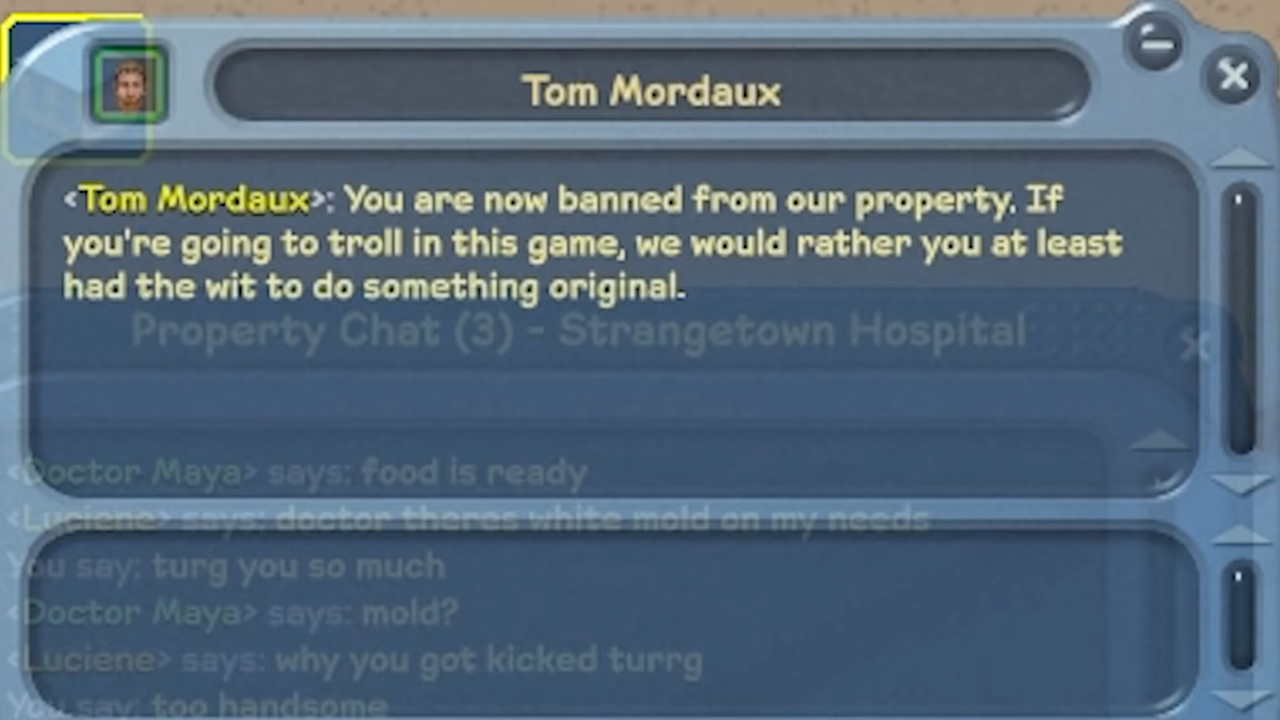 Tom Mordaux
<Tom Mordaux>: You are now banned from our property. If
you're going to troll in this game, we would rather you at least
had the wit to do something original.
Property Chat (3) - Strangetown Hospital
<Doctor Maya> says: food is ready
<Luciene> says: doctor theres white mold on my needs
You say: turg you so much
<Doctor Maya> says: mold?
<Luciene> says: why you got kicked turrg
You say: too handsome